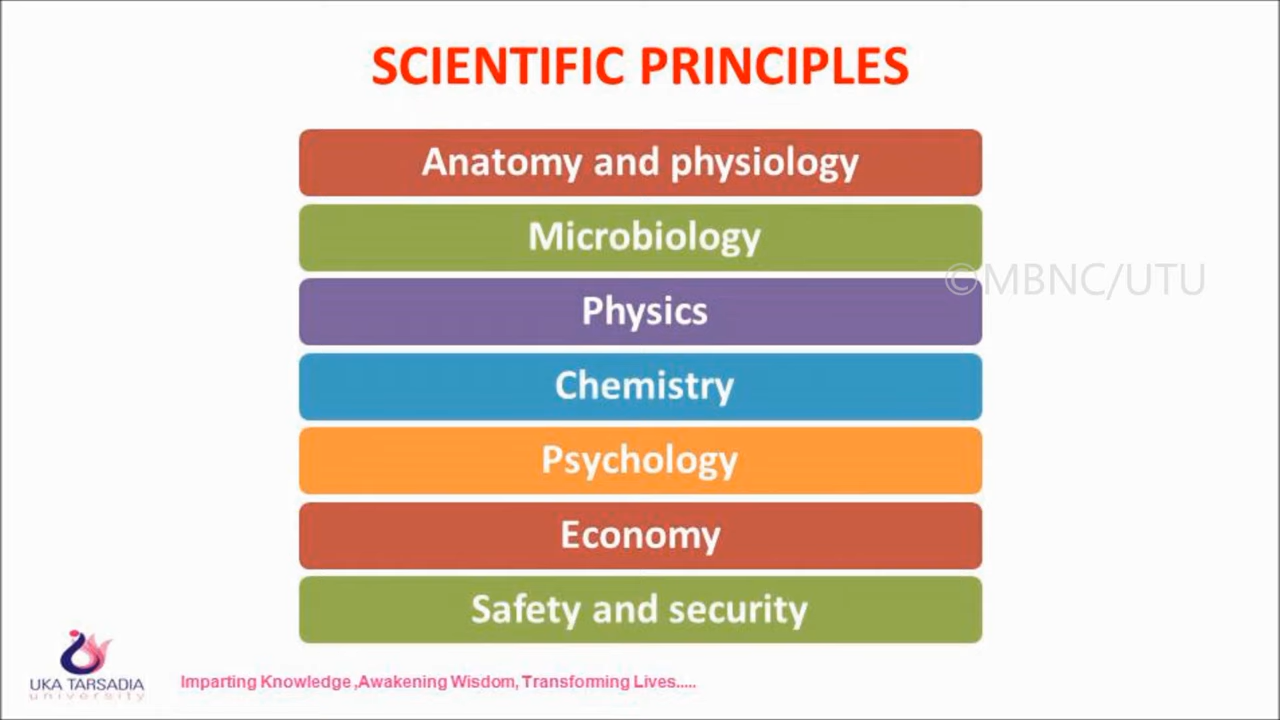 SCIENTIFIC PRINCIPLES
Anatomy and physiology
Microbiology
©MBNC/UTU
Physics
Chemistry
Psychology
Economy
Safety and security
UKA TARSADIA
university
Imparting Knowledge ,Awakening Wisdom, Transforming Lives.....